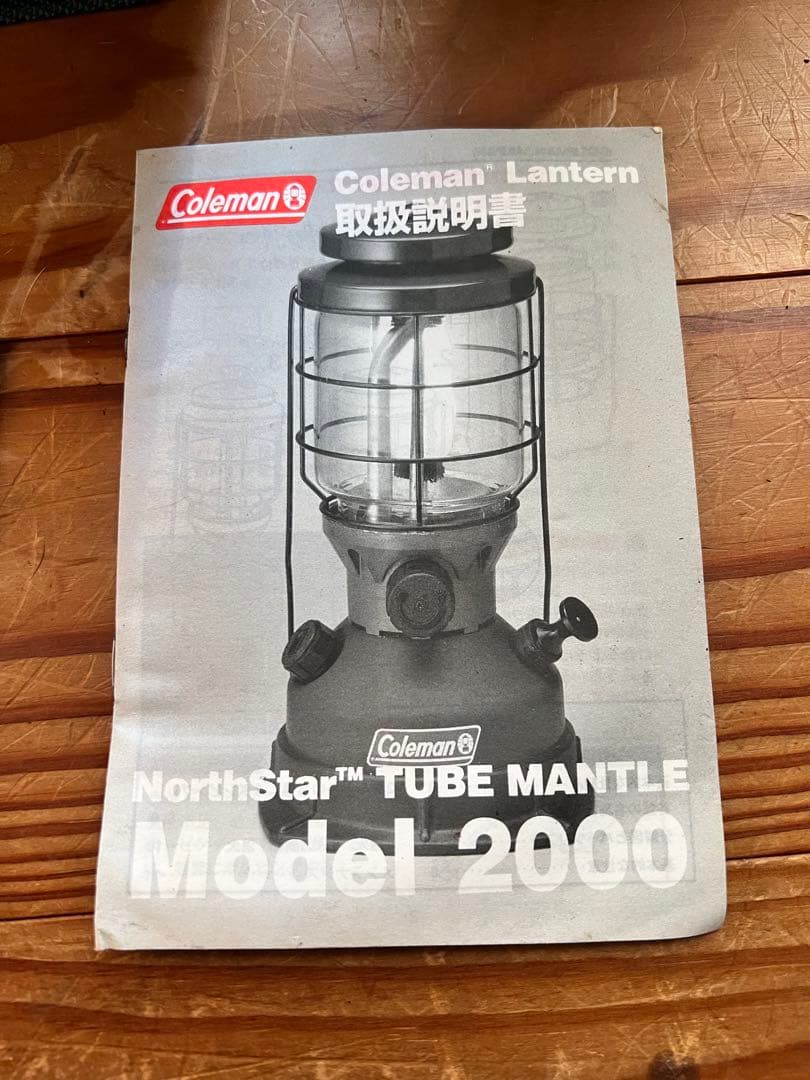 Coleman
Coleman® Lantern
取扱説明書
Coleman
NorthStar™ TUBE MANTLE
Model 2000